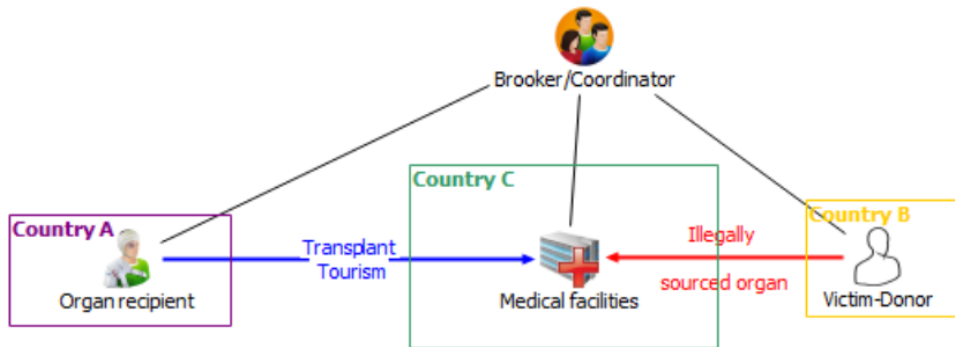 Brooker/Coordinator
Country C
Country A
Country B
Transplant
Tourism
Illegally
sourced organ
Organ recipient
Medical facilities
Victim-Donor